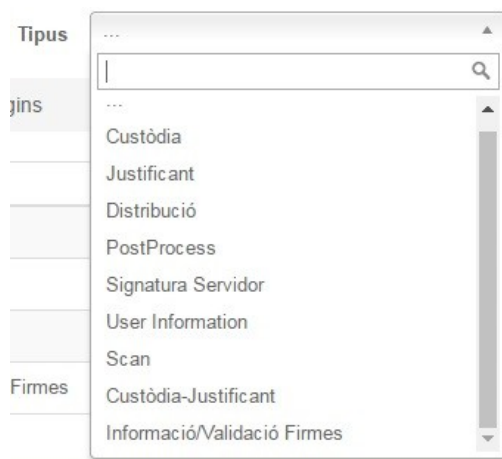 Tipus
...
gins
...
Custòdia
Justificant
Distribució
PostProcess
Signatura Servidor
User Information
Scan
Firmes
Custòdia-Justificant
Informació/Validació Firmes